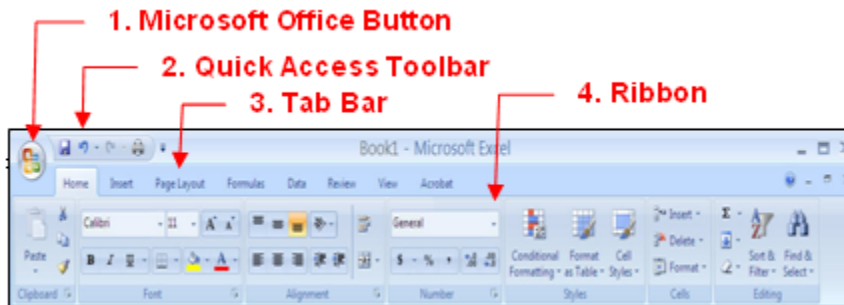 1. Microsoft Office Button
2. Quick Access Toolbar
3. Tab Bar
4. Ribbon
Book1 - Microsoft Excel
Home Insert Page Layout Formulas Data Review View Acrobat
Calibri 11 A A General Insert
Delete
Paste B I U A $ % , Conditional Format Cell Format Sort & Find &
Formatting as Table Styles Filter Select
Clipboard Font Alignment Number Styles Cells Editing